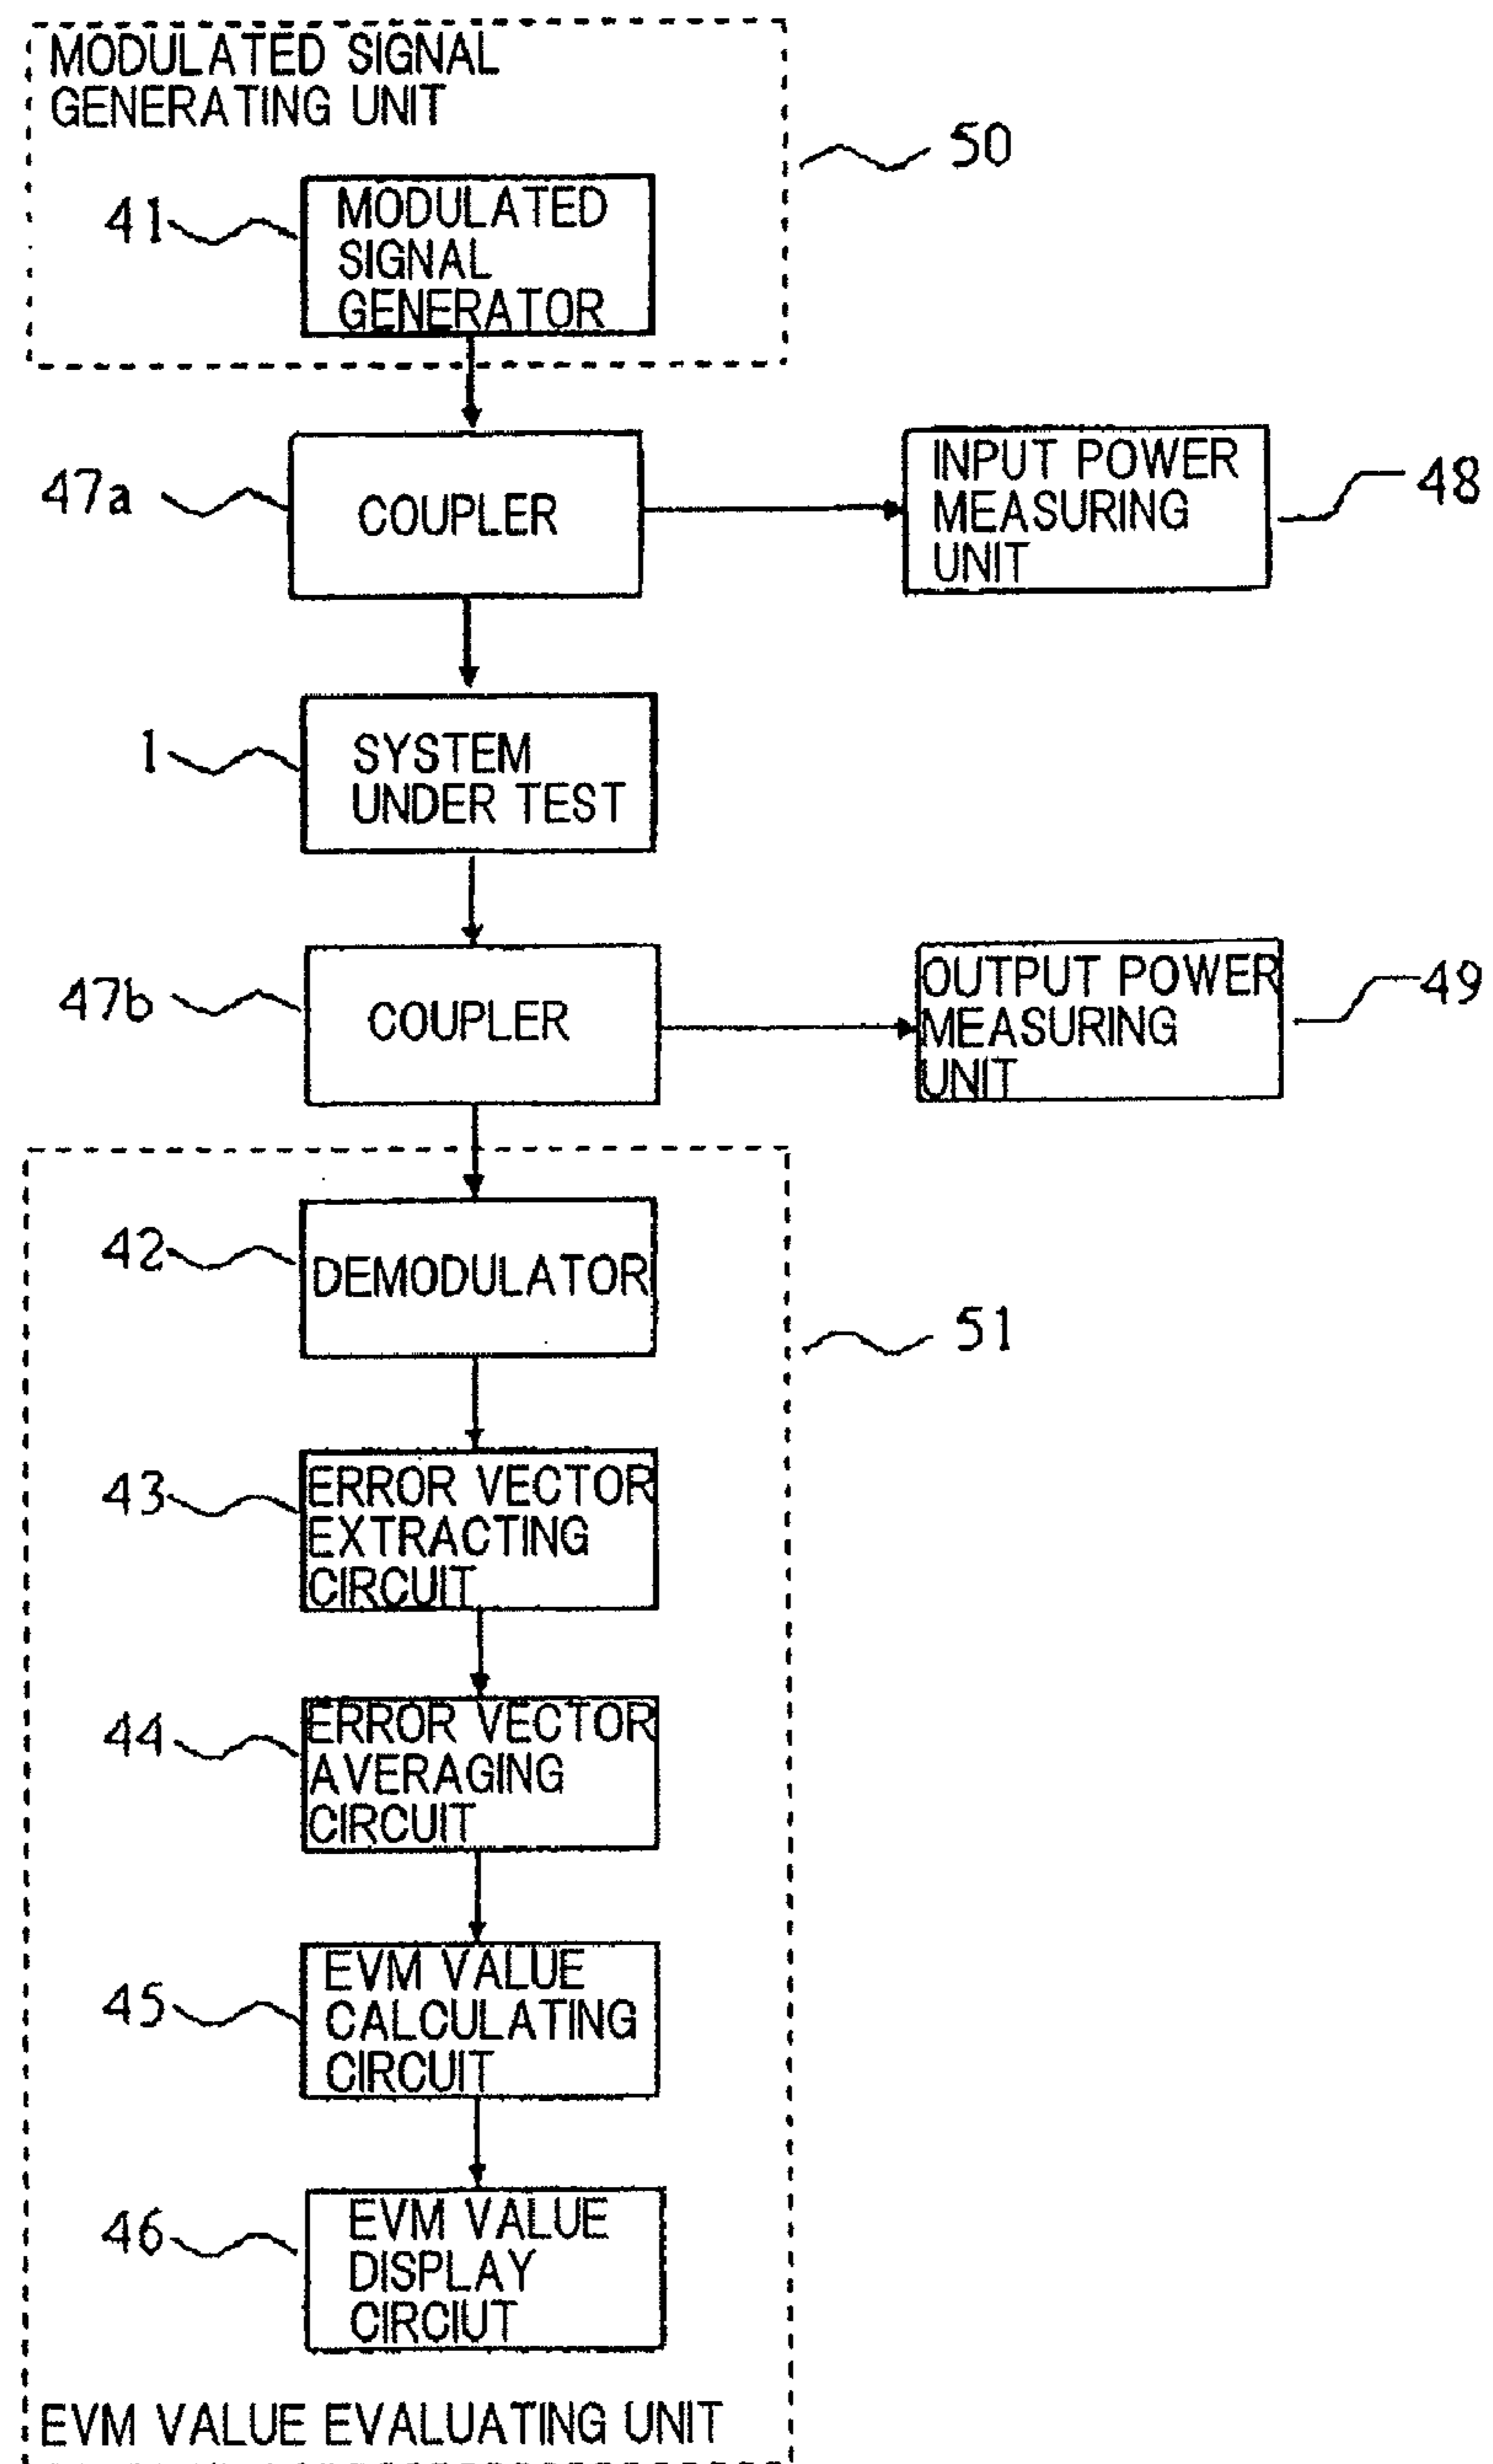 MODULATED SIGNAL
GENERATING UNIT
50
41
MODULATED
SIGNAL
GENERATOR
47a
COUPLER
INPUT POWER
MEASURING
UNIT
48
1
SYSTEM
UNDER TEST
47b
COUPLER
OUTPUT POWER
MEASURING
UNIT
49
42
DEMODULATOR
51
43
ERROR VECTOR
EXTRACTING
CIRCUIT
44
ERROR VECTOR
AVERAGING
CIRCUIT
45
EVM VALUE
CALCULATING
CIRCUIT
46
EVM VALUE
DISPLAY
CIRCIUT
EVM VALUE EVALUATING UNIT